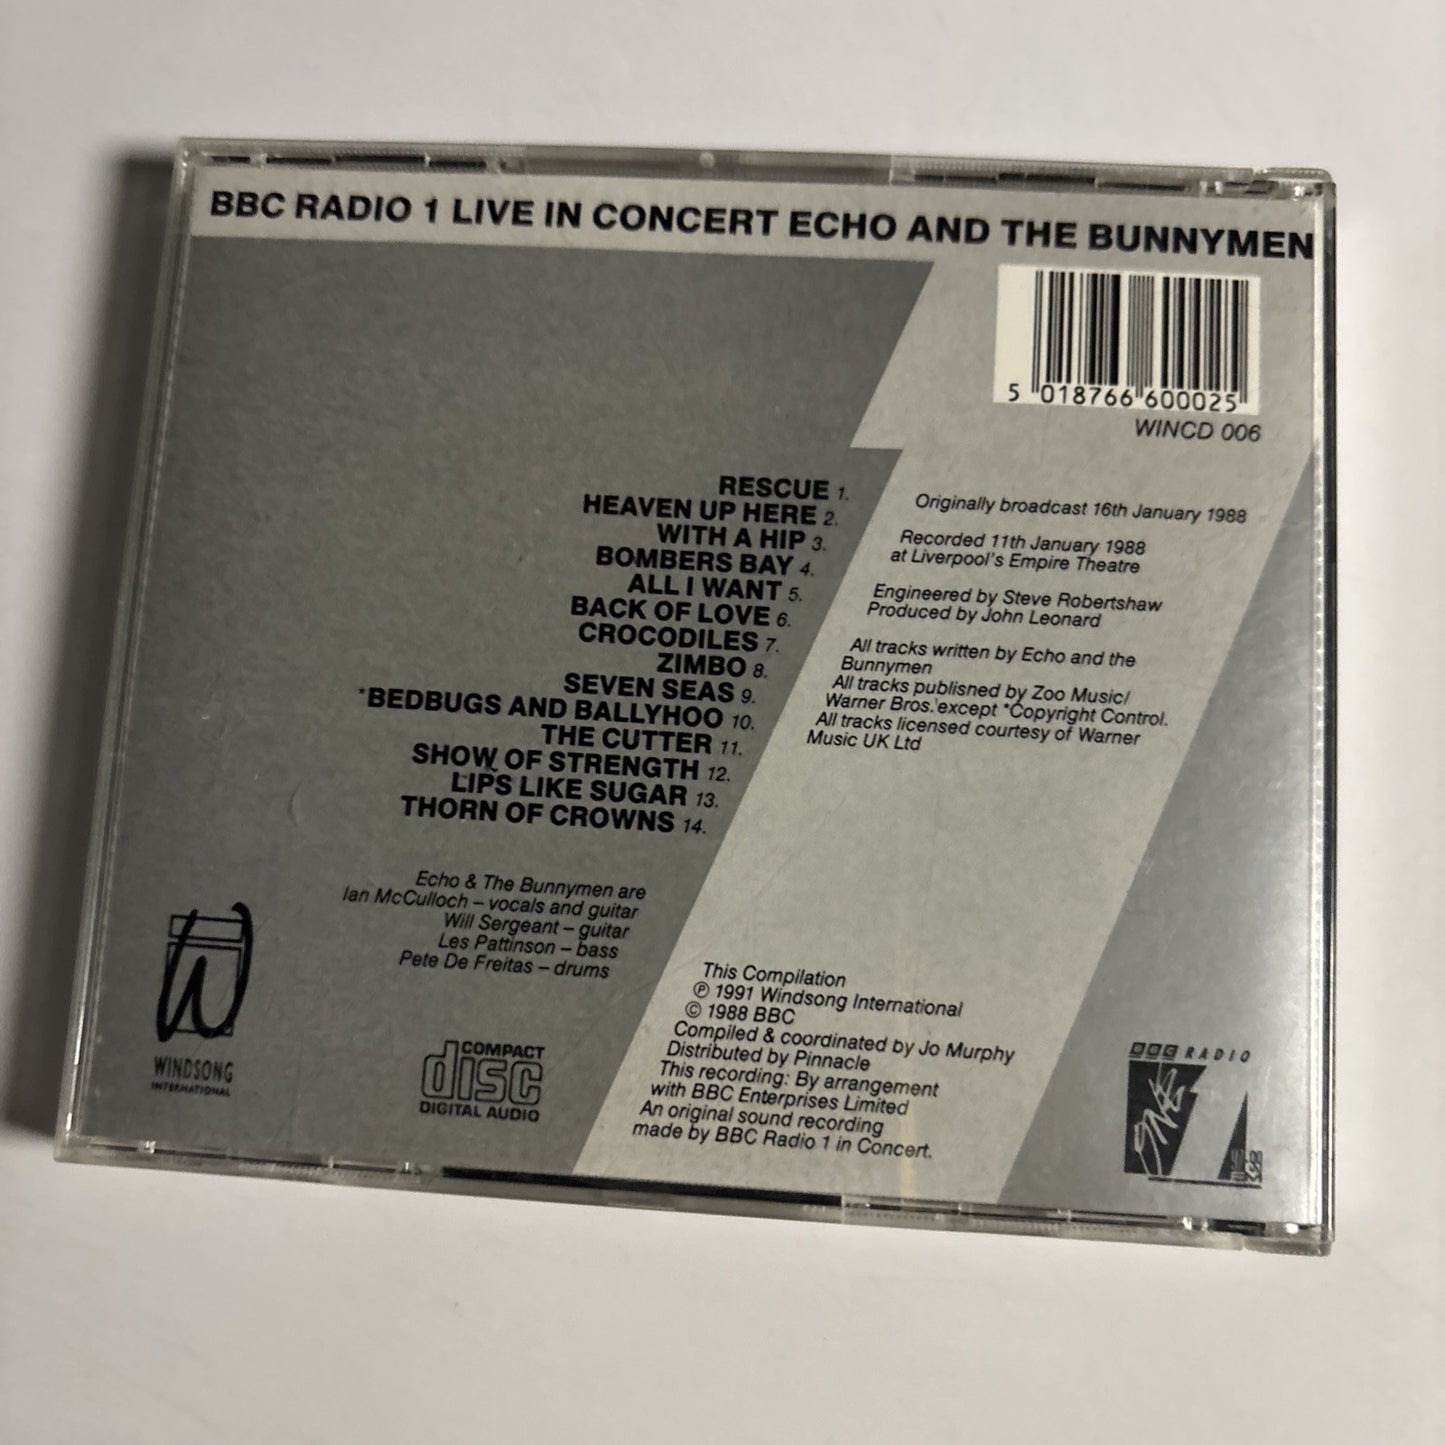 BBC RADIO 1 LIVE IN CONCERT ECHO AND THE BUNNYMEN
5 018766 600025
WINCD 006
RESCUE 1.
HEAVEN UP HERE 2.
WITH A HIP 3.
BOMBERS BAY 4.
ALL I WANT 5.
BACK OF LOVE 6.
CROCODILES 7.
ZIMBO 8.
SEVEN SEAS 9.
*BEDBUGS AND BALLYHOO 10.
THE CUTTER 11.
SHOW OF STRENGTH 12.
LIPS LIKE SUGAR 13.
THORN OF CROWNS 14.
Originally broadcast 16th January 1988
Recorded 11th January 1988
at Liverpool's Empire Theatre
Engineered by Steve Robertshaw
Produced by John Leonard
All tracks written by Echo and the
Bunnymen
All tracks published by Zoo Music/
Warner Bros. except *Copyright Control.
All tracks licensed courtesy of Warner
Music UK Ltd
Echo & The Bunnymen are
Ian McCulloch – vocals and guitar
Will Sergeant – guitar
Les Pattinson – bass
Pete De Freitas – drums
This Compilation
℗ 1991 Windsong International
© 1988 BBC
Compiled & coordinated by Jo Murphy
Distributed by Pinnacle
This recording: By arrangement
with BBC Enterprises Limited
An original sound recording
made by BBC Radio 1 in Concert.
WINDSONG
INTERNATIONAL
COMPACT
disc
DIGITAL AUDIO
BBC RADIO
1